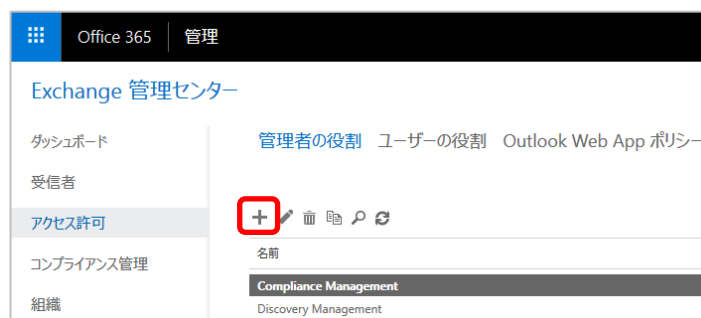 Office 365 管理
Exchange 管理センター
ダッシュボード
受信者
アクセス許可
コンプライアンス管理
組織
管理者の役割 ユーザーの役割 Outlook Web App ポリシー
名前
Compliance Management
Discovery Management